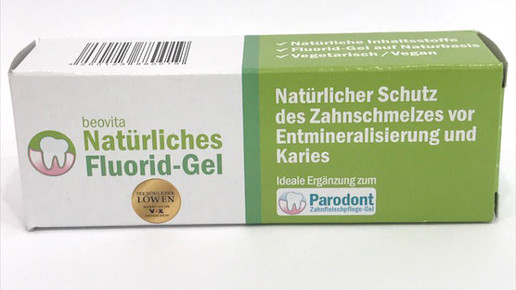 ✓ Natürliche Inhaltsstoffe
✓ Fluorid-Gel auf Naturbasis
✓ Vegetarisch / Vegan
beovita
Natürliches
Fluorid-Gel
LÖWEN
VOX
Natürlicher Schutz
des Zahnschmelzes vor
Entmineralisierung und
Karies
Ideale Ergänzung zum
Parodont
Zahnfleischpflege-Gel